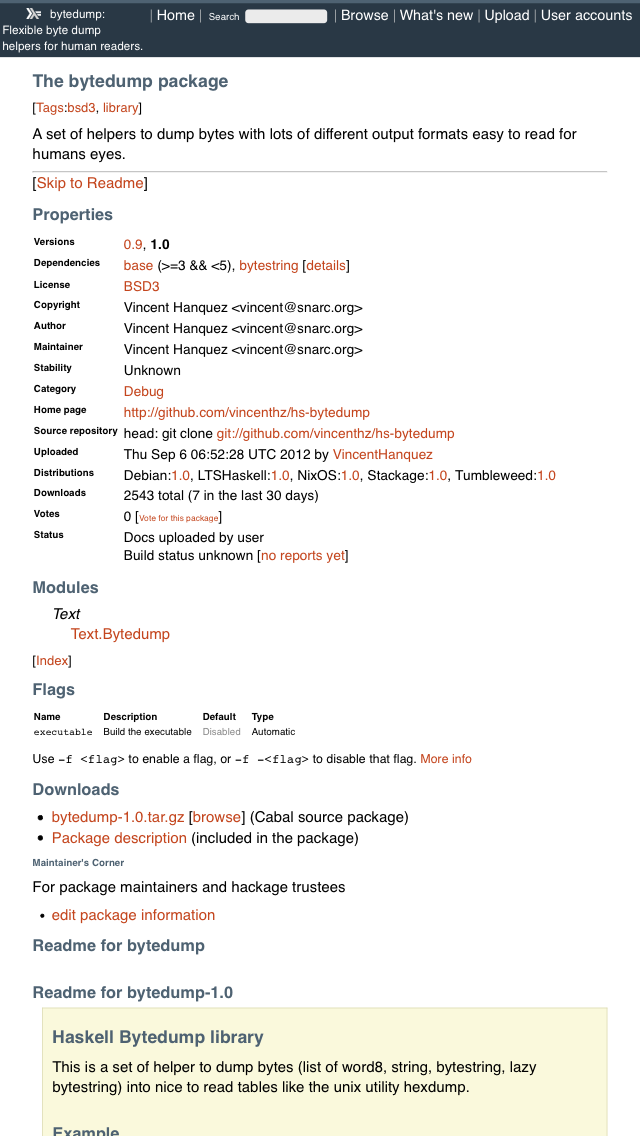 bytedump:
Flexible byte dump
helpers for human readers.
| Home | Search | Browse | What's new | Upload | User accounts
The bytedump package
[Tags:bsd3, library]
A set of helpers to dump bytes with lots of different output formats easy to read for
humans eyes.
[Skip to Readme]
Properties
Versions 0.9, 1.0
Dependencies base (>=3 && <5), bytestring [details]
License BSD3
Copyright Vincent Hanquez <vincent@snarc.org>
Author Vincent Hanquez <vincent@snarc.org>
Maintainer Vincent Hanquez <vincent@snarc.org>
Stability Unknown
Category Debug
Home page http://github.com/vincenthz/hs-bytedump
Source repository head: git clone git://github.com/vincenthz/hs-bytedump
Uploaded Thu Sep 6 06:52:28 UTC 2012 by VincentHanquez
Distributions Debian:1.0, LTSHaskell:1.0, NixOS:1.0, Stackage:1.0, Tumbleweed:1.0
Downloads 2543 total (7 in the last 30 days)
Votes 0 [Vote for this package]
Status Docs uploaded by user
Build status unknown [no reports yet]
Modules
Text
Text.Bytedump
[Index]
Flags
Name Description Default Type
executable Build the executable Disabled Automatic
Use -f <flag> to enable a flag, or -f -<flag> to disable that flag. More info
Downloads
• bytedump-1.0.tar.gz [browse] (Cabal source package)
• Package description (included in the package)
Maintainer's Corner
For package maintainers and hackage trustees
• edit package information
Readme for bytedump
Readme for bytedump-1.0
Haskell Bytedump library
This is a set of helper to dump bytes (list of word8, string, bytestring, lazy
bytestring) into nice to read tables like the unix utility hexdump.
Example